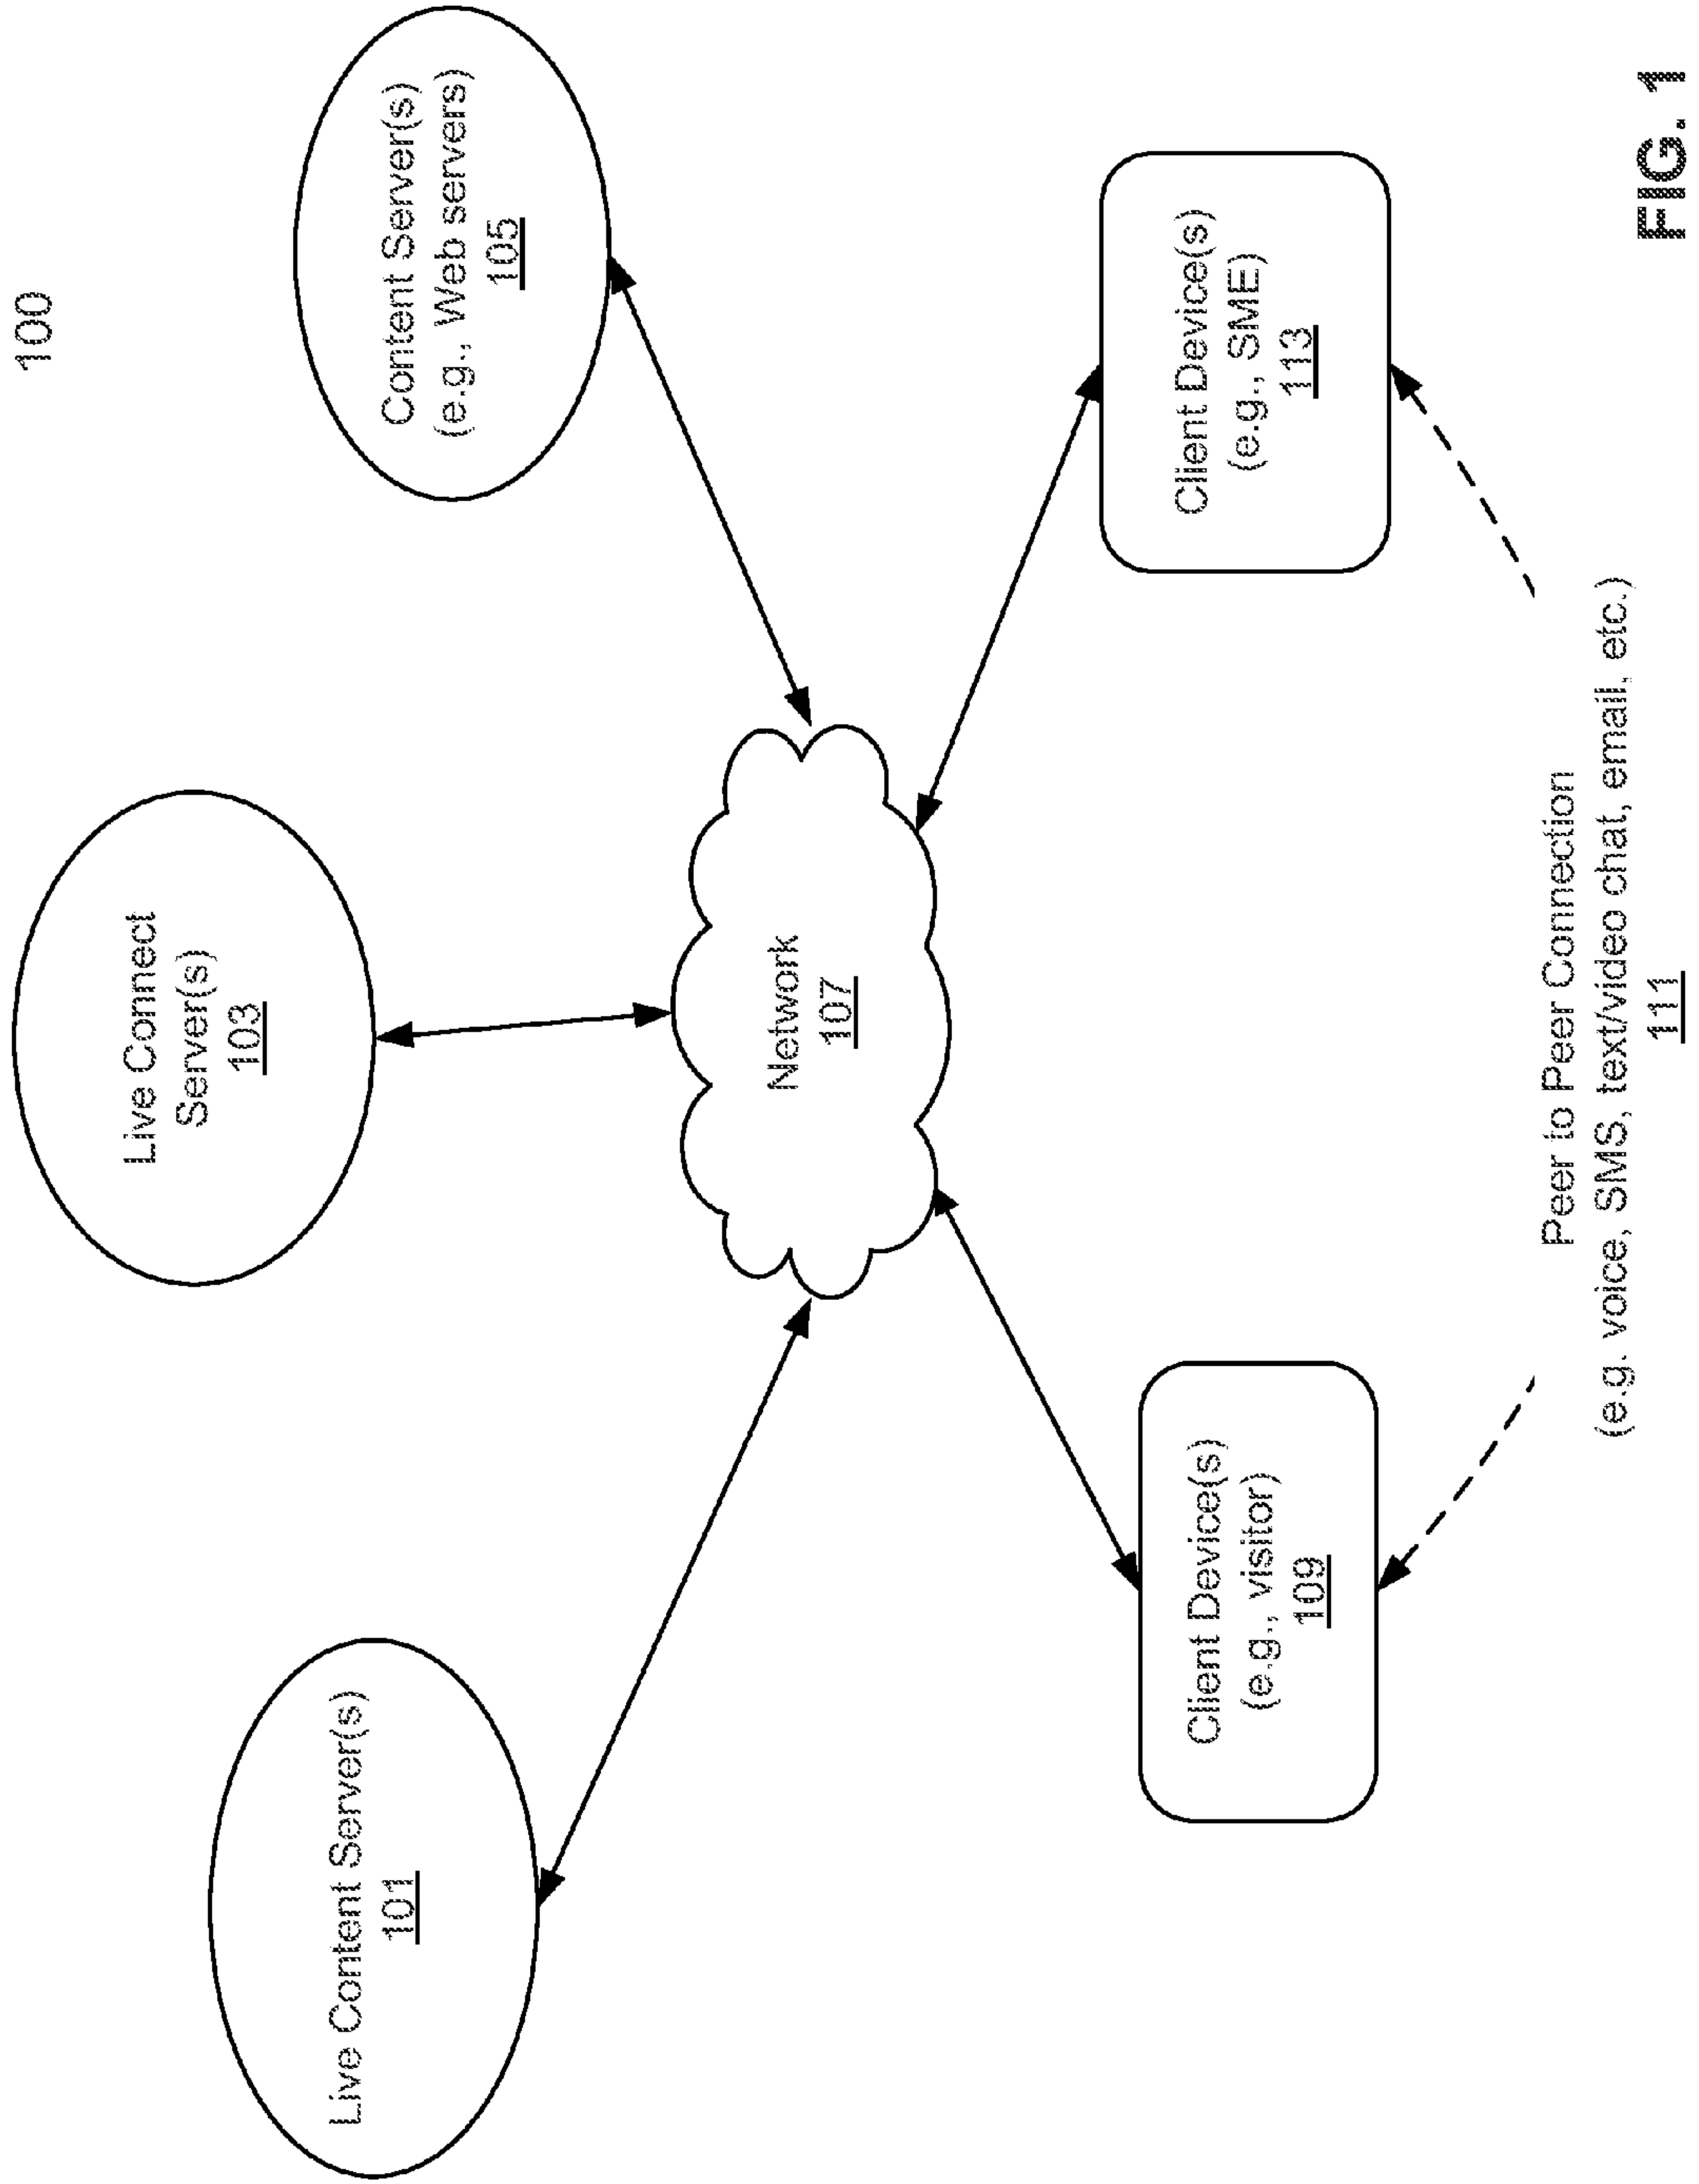 100
Live Connect
Server(s)
103
Live Content Server(s)
101
Content Server(s)
(e.g., Web servers)
105
Network
107
Client Device(s)
(e.g., visitor)
109
Client Device(s)
(e.g., SME)
113
Peer to Peer Connection
(e.g. voice, SMS, text/video chat, email, etc.)
111
FIG. 1